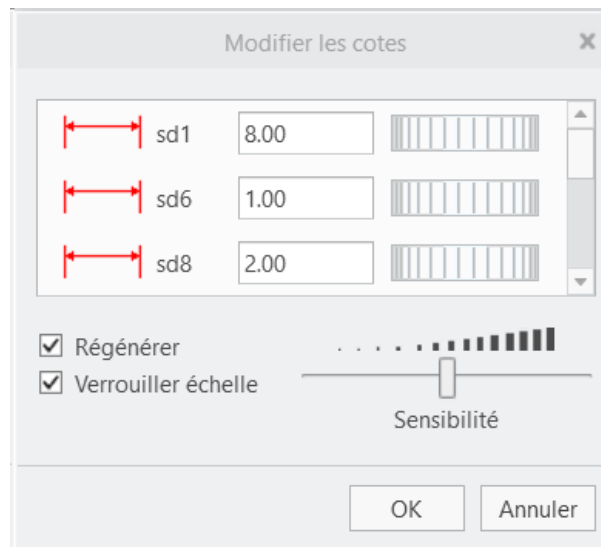 Modifier les cotes
sd1 8.00
sd6 1.00
sd8 2.00
Régénérer
Verrouiller échelle
Sensibilité
OK Annuler